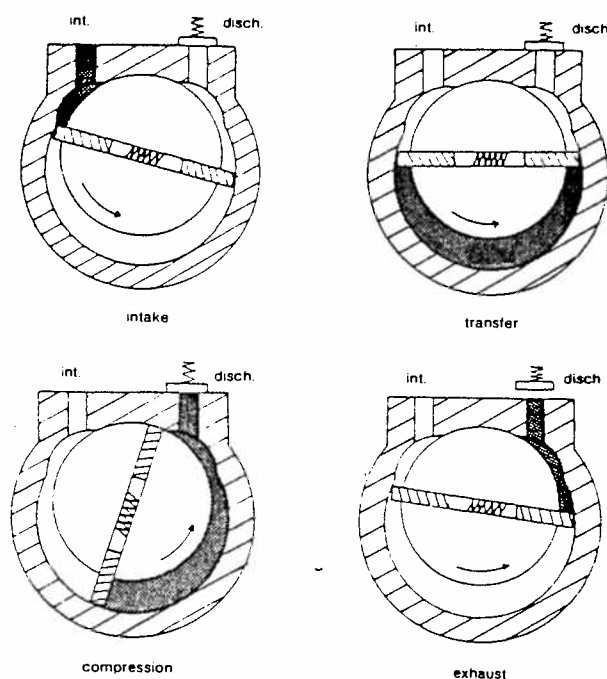 int.
disch.
intake
int.
disch
transfer
int.
disch.
compression
int.
disch
exhaust